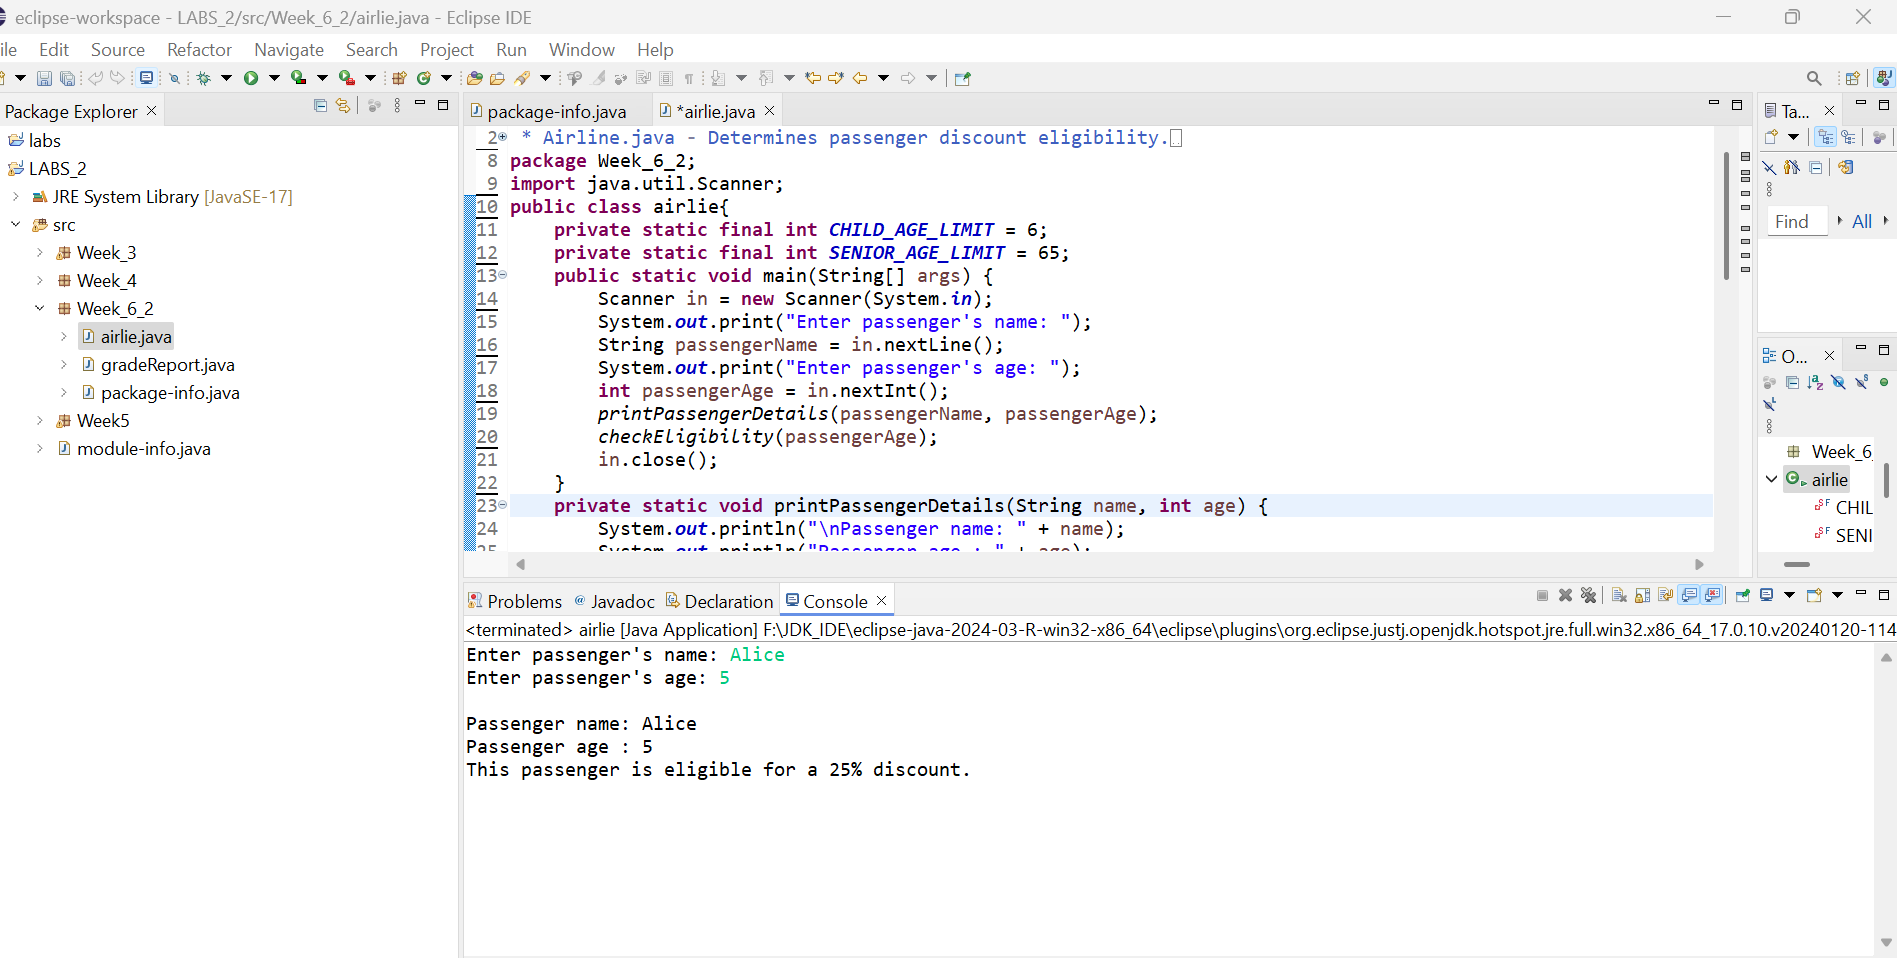 eclipse-workspace - LABS_2/src/Week_6_2/airlie.java - Eclipse IDE
ile Edit Source Refactor Navigate Search Project Run Window Help
Package Explorer
labs
LABS_2
JRE System Library [JavaSE-17]
src
Week_3
Week_4
Week_6_2
airlie.java
gradeReport.java
package-info.java
Week5
module-info.java
package-info.java *airlie.java
2 * Airline.java - Determines passenger discount eligibility.
8 package Week_6_2;
9 import java.util.Scanner;
10 public class airlie{
11 private static final int CHILD_AGE_LIMIT = 6;
12 private static final int SENIOR_AGE_LIMIT = 65;
13 public static void main(String[] args) {
14 Scanner in = new Scanner(System.in);
15 System.out.print("Enter passenger's name: ");
16 String passengerName = in.nextLine();
17 System.out.print("Enter passenger's age: ");
18 int passengerAge = in.nextInt();
19 printPassengerDetails(passengerName, passengerAge);
20 checkEligibility(passengerAge);
21 in.close();
22 }
23 private static void printPassengerDetails(String name, int age) {
24 System.out.println("\nPassenger name: " + name);
25 System.out.println("Passenger age : " + age);
Ta...
Find All
O...
Week_6_
airlie
CHIL
SENI
Problems Javadoc Declaration Console
<terminated> airlie [Java Application] F:\JDK_IDE\eclipse-java-2024-03-R-win32-x86_64\eclipse\plugins\org.eclipse.justj.openjdk.hotspot.jre.full.win32.x86_64_17.0.10.v20240120-114
Enter passenger's name: Alice
Enter passenger's age: 5
Passenger name: Alice
Passenger age : 5
This passenger is eligible for a 25% discount.